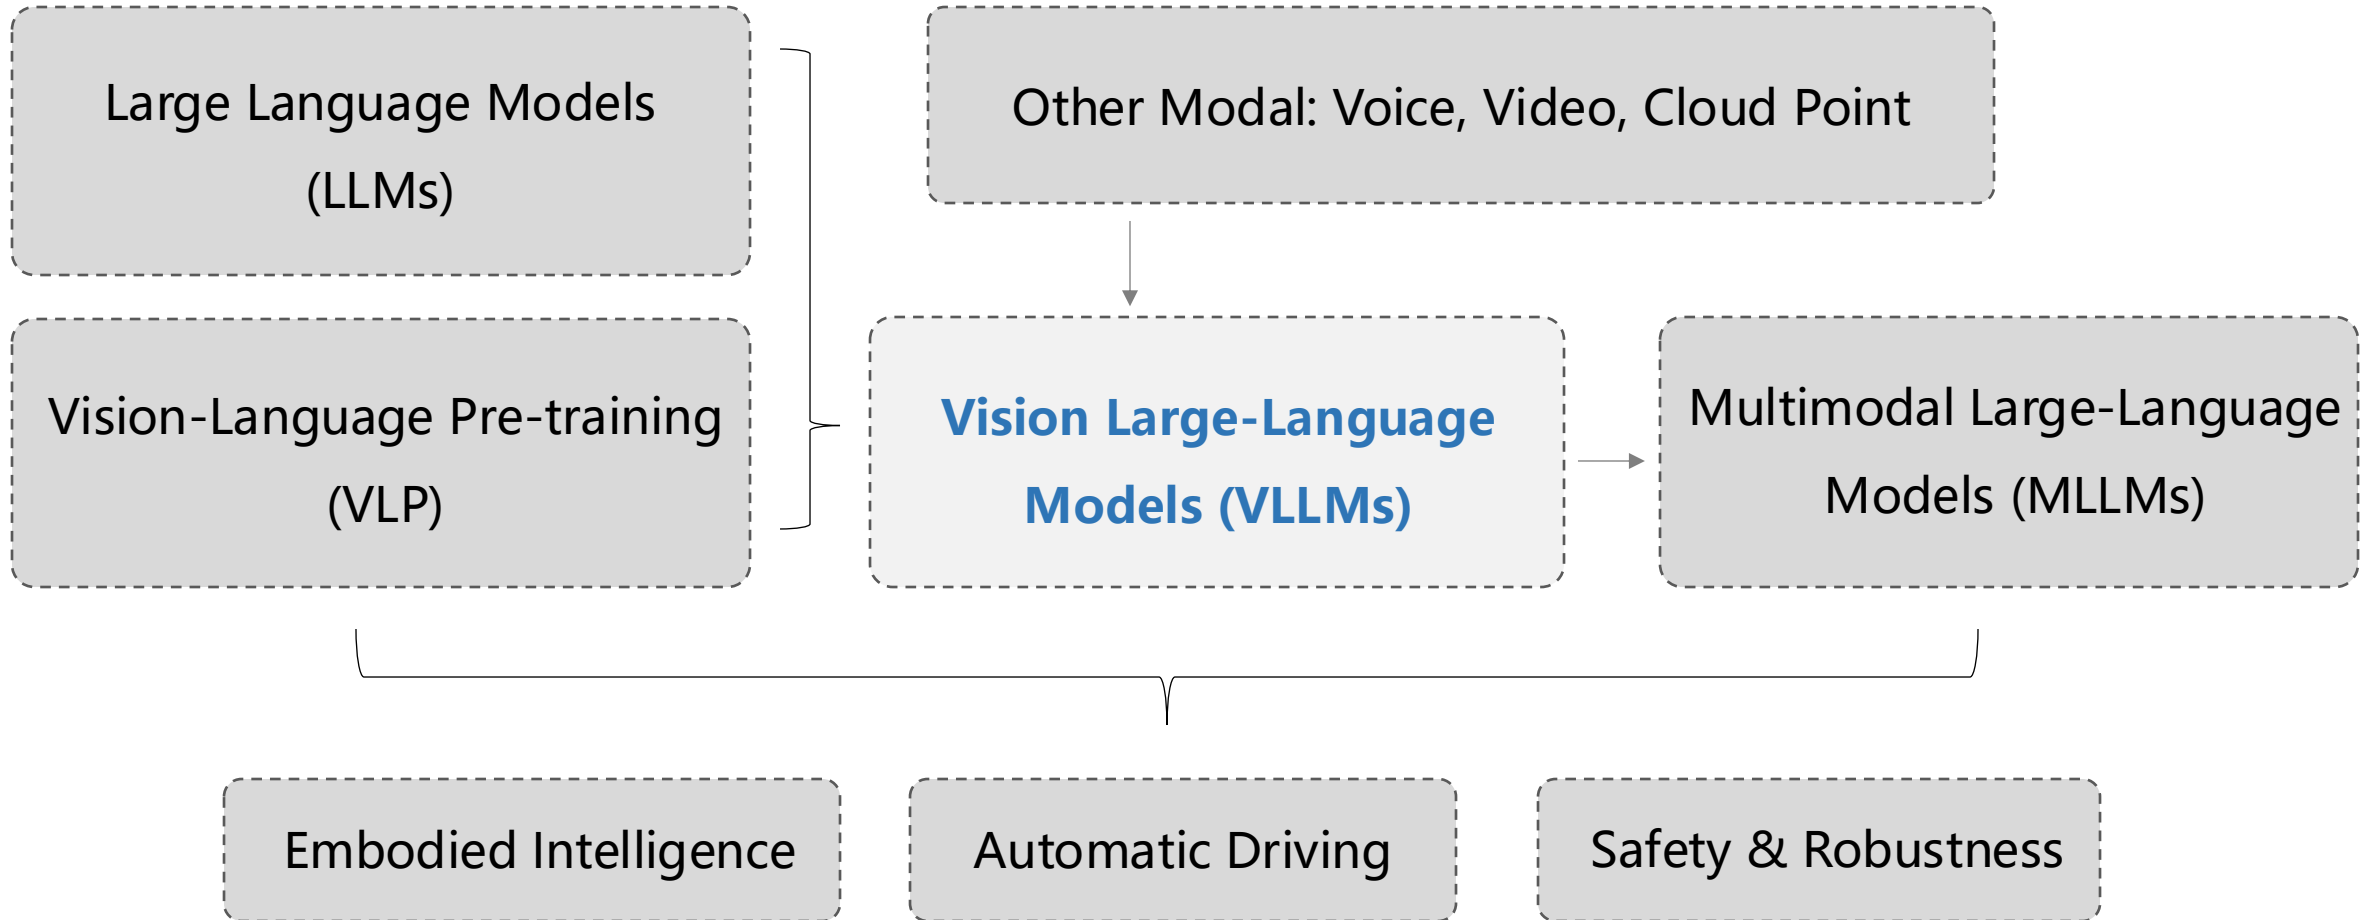 Large Language Models
(LLMs)
Other Modal: Voice, Video, Cloud Point
Vision-Language Pre-training
(VLP)
Vision Large-Language
Models (VLLMs)
Multimodal Large-Language
Models (MLLMs)
Embodied Intelligence
Automatic Driving
Safety & Robustness